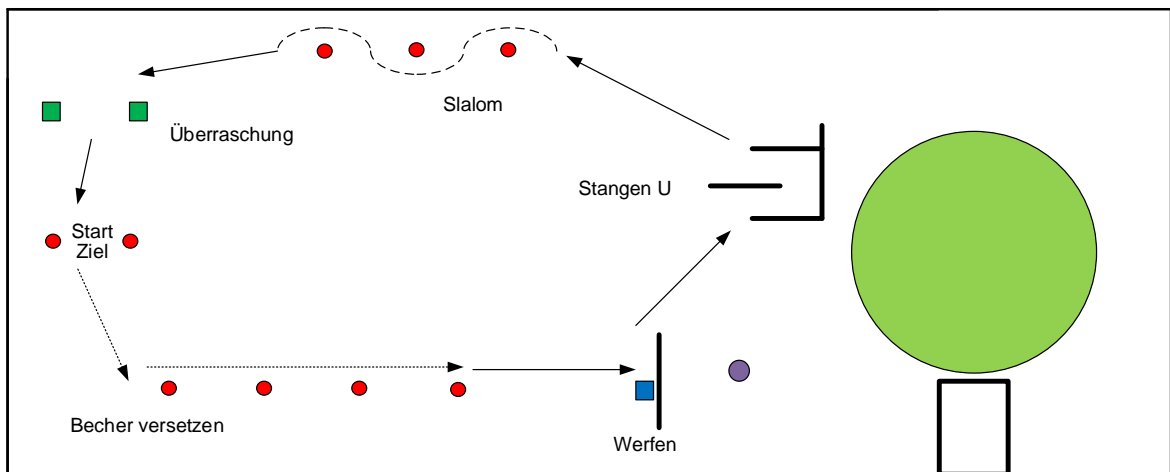 Slalom
Überraschung
Stangen U
Start
Ziel
Becher versetzen
Werfen